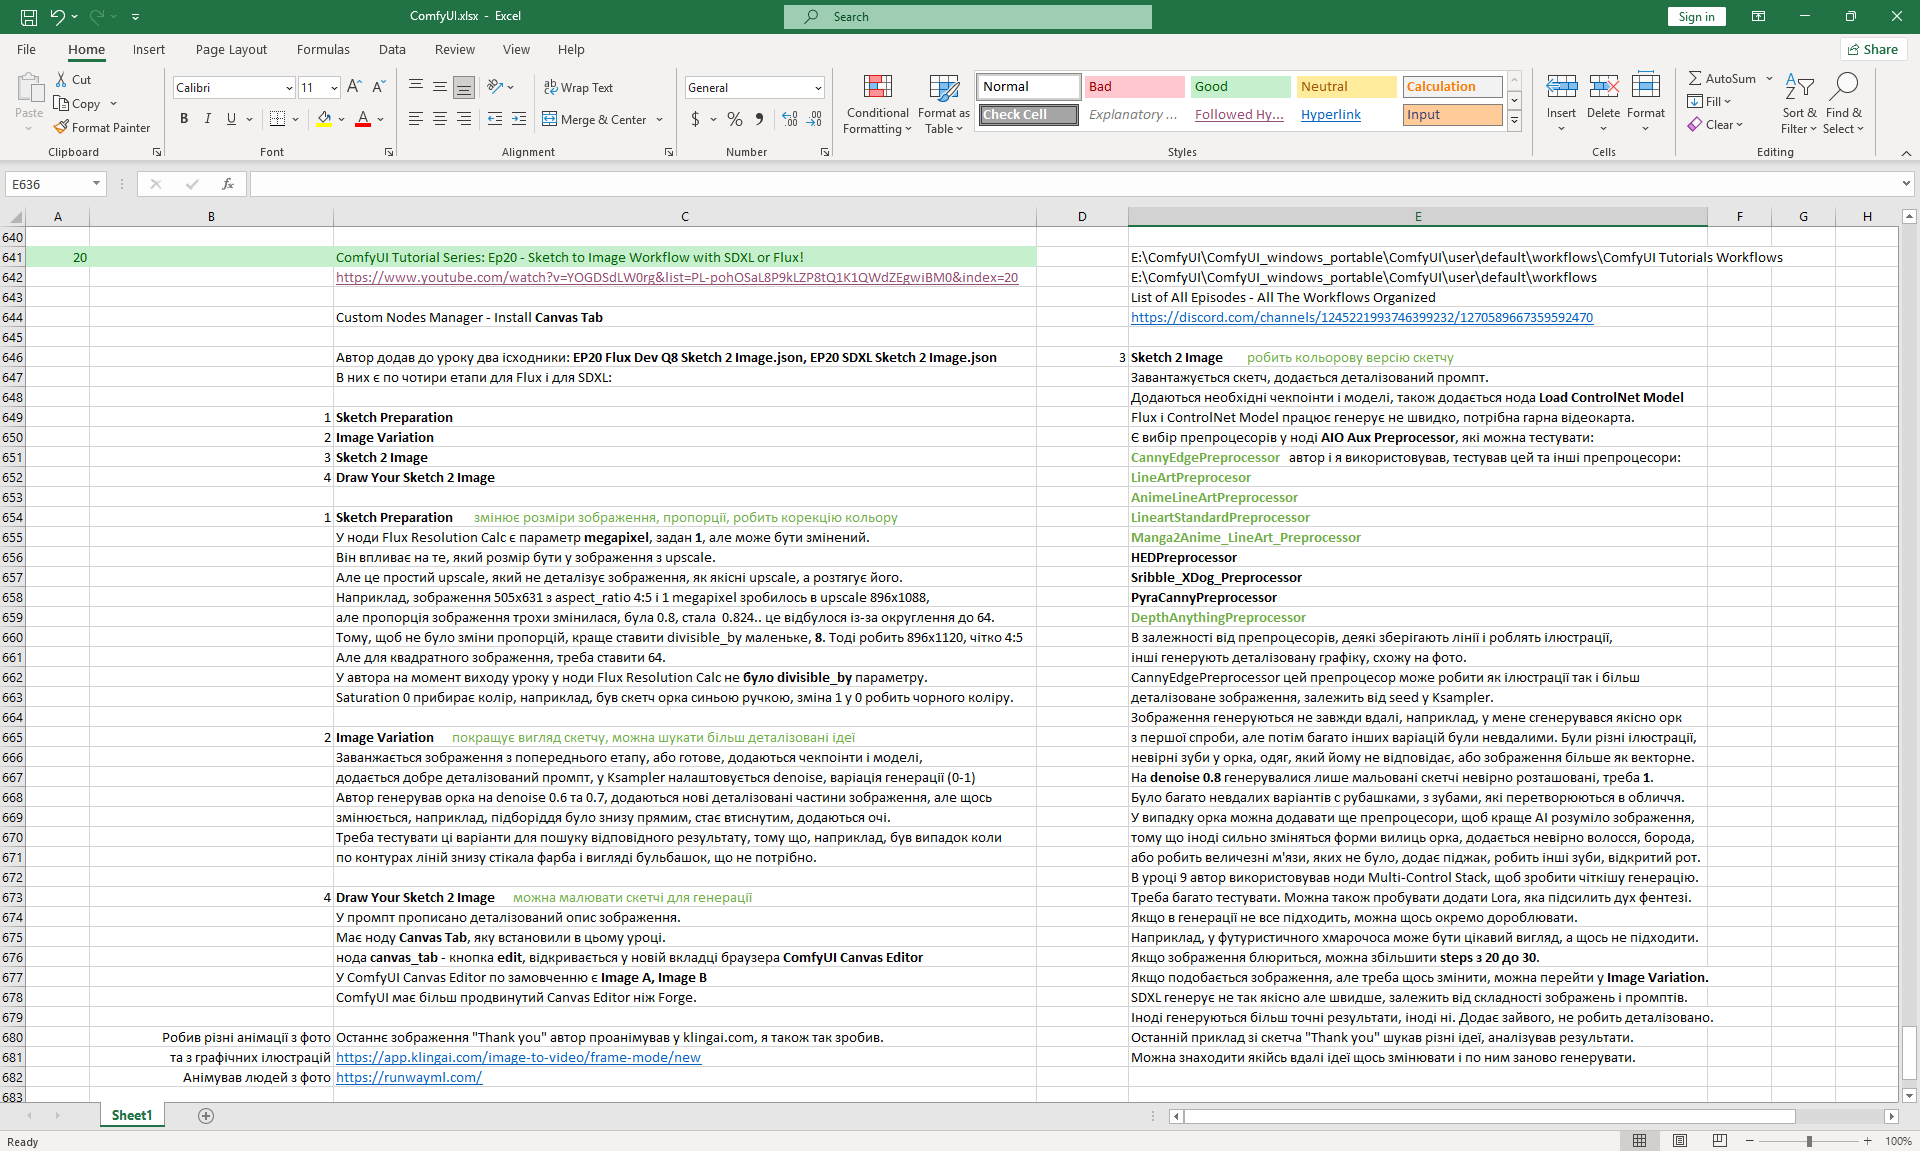 ComfyUI.xlsx - Excel
Search
Sign in
File Home Insert Page Layout Formulas Data Review View Help
Share
Paste
Cut
Copy
Format Painter
Clipboard
Calibri 11
B I U
Font
Wrap Text
Merge & Center
Alignment
General
$ %
Number
Conditional Formatting
Format as Table
Normal Bad Good Neutral Calculation
Check Cell Explanatory ... Followed Hy... Hyperlink Input
Styles
Insert Delete Format
Cells
AutoSum
Fill
Clear
Sort & Filter
Find & Select
Editing
E636
fx
A B C D E F G H
640
641 20 ComfyUI Tutorial Series: Ep20 - Sketch to Image Workflow with SDXL or Flux! E:\ComfyUI\ComfyUI_windows_portable\ComfyUI\user\default\workflows\ComfyUI Tutorials Workflows
642 https://www.youtube.com/watch?v=YOGDSdLW0rg&list=PL-pohOSaL8P9kLZP8tQ1K1QWdZEgwiBM0&index=20 E:\ComfyUI\ComfyUI_windows_portable\ComfyUI\user\default\workflows
643 List of All Episodes - All The Workflows Organized
644 Custom Nodes Manager - Install Canvas Tab https://discord.com/channels/1245221993746399232/1270589667359592470
645
646 Автор додав до уроку два ісходники: EP20 Flux Dev Q8 Sketch 2 Image.json, EP20 SDXL Sketch 2 Image.json 3 Sketch 2 Image робить кольорову версію скетчу
647 В них є по чотири етапи для Flux і для SDXL: Завантажується скетч, додається деталізований промпт.
648 Додаються необхідні чекпоінти і моделі, також додається нода Load ControlNet Model
649 1 Sketch Preparation Flux і ControlNet Model працює генерує не швидко, потрібна гарна відеокарта.
650 2 Image Variation Є вибір препроцесорів у ноді AIO Aux Preprocessor, які можна тестувати:
651 3 Sketch 2 Image CannyEdgePreprocessor автор і я використовував, тестував цей та інші препроцесори:
652 4 Draw Your Sketch 2 Image LineArtPreprocesor
653 AnimeLineArtPreprocessor
654 1 Sketch Preparation змінює розміри зображення, пропорції, робить корекцію кольору LineartStandardPreprocessor
655 У ноди Flux Resolution Calc є параметр megapixel, задан 1, але може бути змінений. Manga2Anime_LineArt_Preprocessor
656 Він впливає на те, який розмір бути у зображення з upscale. HEDPreprocessor
657 Але це простий upscale, який не деталізує зображення, як якісні upscale, а розтягує його. Sribble_XDog_Preprocessor
658 Наприклад, зображення 505x631 з aspect_ratio 4:5 і 1 megapixel зробилось в upscale 896x1088, PyraCannyPreprocessor
659 але пропорція зображення трохи змінилася, була 0.8, стала 0.824.. це відбулося із-за округлення до 64. DepthAnythingPreprocessor
660 Тому, щоб не було зміни пропорцій, краще ставити divisible_by маленьке, 8. Тоді робить 896x1120, чітко 4:5 В залежності від препроцесорів, деякі зберігають лінії і роблять ілюстрації,
661 Але для квадратного зображення, треба ставити 64. інші генерують деталізовану графіку, схожу на фото.
662 У автора на момент виходу уроку у ноди Flux Resolution Calc не було divisible_by параметру. CannyEdgePreprocessor цей препроцесор може робити як ілюстрації так і більш
663 Saturation 0 прибирає колір, наприклад, був скетч орка синьою ручкою, зміна 1 у 0 робить чорного коліру. деталізоване зображення, залежить від seed у Ksampler.
664 Зображення генеруються не завжди вдалі, наприклад, у мене сгенерувався якісно орк
665 2 Image Variation покращує вигляд скетчу, можна шукати більш деталізовані ідеї з першої спроби, але потім багато інших варіацій були невдалими. Були різні ілюстрації,
666 Заванжається зображення з попереднього етапу, або готове, додаються чекпоінти і моделі, невірні зуби у орка, одяг, який йому не відповідає, або зображення більше як векторне.
667 додається добре деталізований промпт, у Ksampler налаштовується denoise, варіація генерації (0-1) На denoise 0.8 генерувалися лише мальовані скетчі невірно розташовані, треба 1.
668 Автор генерував орка на denoise 0.6 та 0.7, додаються нові деталізовані частини зображення, але щось Було багато невдалих варіантів с рубашками, з зубами, які перетворюються в обличчя.
669 змінюється, наприклад, підборіддя було знизу прямим, стає втиснутим, додаються очі. У випадку орка можна додавати ще препроцесори, щоб краще AI розуміло зображення,
670 Треба тестувати ці варіанти для пошуку відповідного результату, тому що, наприклад, був випадок коли тому що іноді сильно зміняться форми вилиць орка, додається невірно волосся, борода,
671 по контурах ліній знизу стікала фарба і вигляді бульбашок, що не потрібно. або робить величезні м'язи, яких не було, додає піджак, робить інші зуби, відкритий рот.
672 В уроці 9 автор використовував ноди Multi-Control Stack, щоб зробити чіткішу генерацію.
673 4 Draw Your Sketch 2 Image можна малювати скетчі для генерації Треба багато тестувати. Можна також пробувати додати Lora, яка підсилить дух фентезі.
674 У промпт прописано деталізований опис зображення. Якщо в генерації не все підходить, можна щось окремо дороблювати.
675 Має ноду Canvas Tab, яку встановили в цьому уроці. Наприклад, у футуристичного хмарочоса може бути цікавий вигляд, а щось не підходить.
676 нода canvas_tab - кнопка edit, відкривається у новій вкладці браузера ComfyUI Canvas Editor Якщо зображення блюриться, можна збільшити steps з 20 до 30.
677 У ComfyUI Canvas Editor по замовченню є Image A, Image B Якщо подобається зображення, але треба щось змінити, можна перейти у Image Variation.
678 ComfyUI має більш продвинутий Canvas Editor ніж Forge. SDXL генерує не так якісно але швидше, залежить від складності зображень і промптів.
679 Іноді генеруються більш точні результати, іноді ні. Додає зайвого, не робить деталізовано.
680 Робив різні анімації з фото Останнє зображення "Thank you" автор проанімував у klingai.com, я також так зробив. Останній приклад зі скетча "Thank you" шукав різні ідеї, аналізував результати.
681 та з графічних ілюстрацій https://app.klingai.com/image-to-video/frame-mode/new Можна знаходити якійсь вдалі ідеї щось змінювати і по ним заново генерувати.
682 Анімував людей з фото https://runwayml.com/
683
Sheet1
Ready
100%